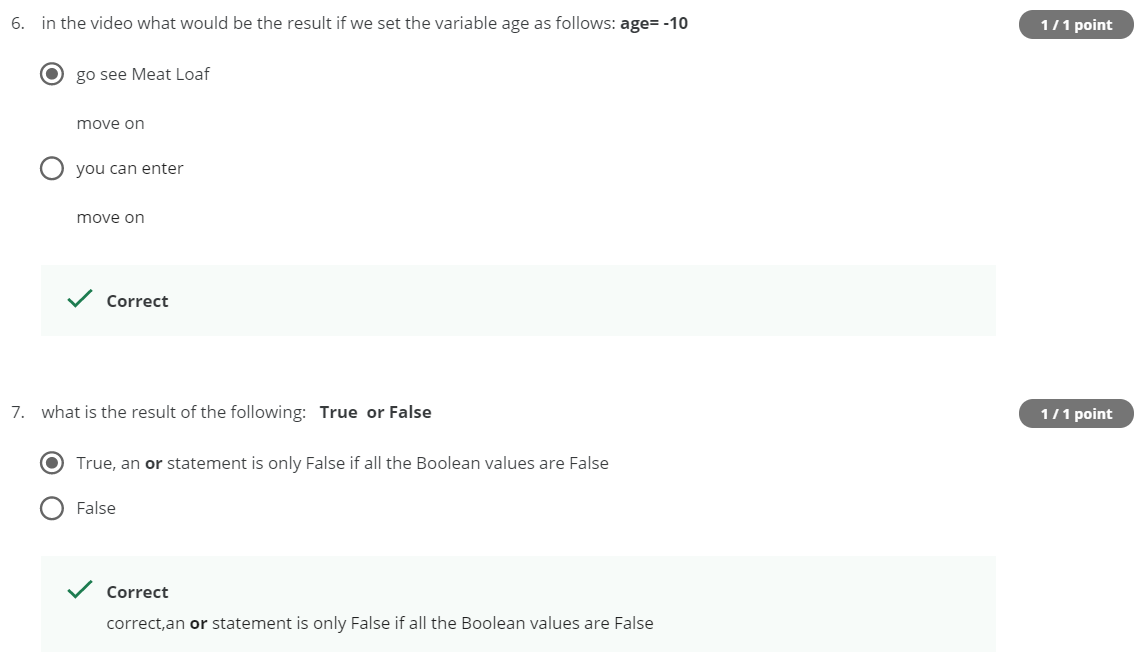 6. in the video what would be the result if we set the variable age as follows: age= -10
1 / 1 point
go see Meat Loaf
move on
you can enter
move on
Correct
7. what is the result of the following: True or False
1 / 1 point
True, an or statement is only False if all the Boolean values are False
False
Correct
correct,an or statement is only False if all the Boolean values are False